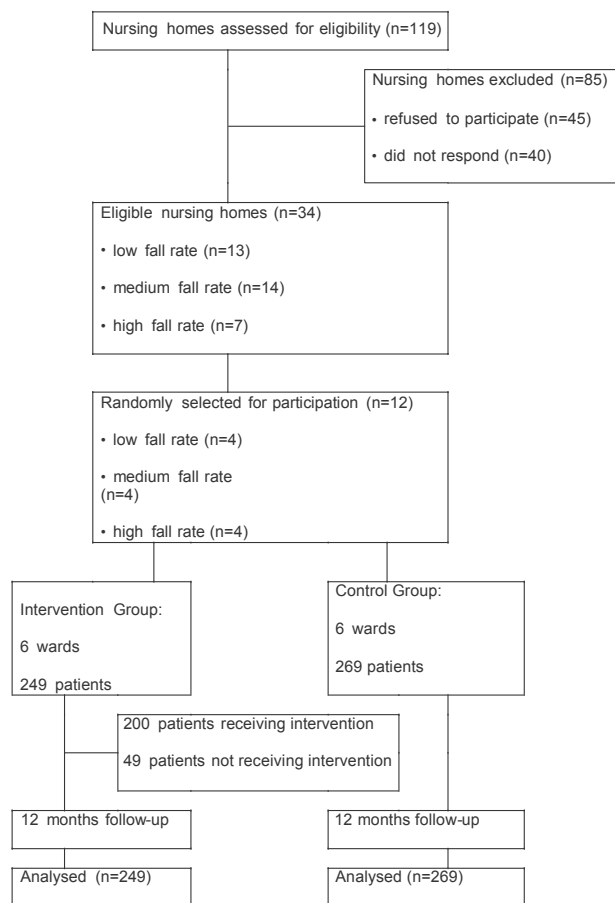 Nursing homes assessed for eligibility (n=119)
Nursing homes excluded (n=85)
• refused to participate (n=45)
• did not respond (n=40)
Eligible nursing homes (n=34)
• low fall rate (n=13)
• medium fall rate (n=14)
• high fall rate (n=7)
Randomly selected for participation (n=12)
• low fall rate (n=4)
• medium fall rate
(n=4)
• high fall rate (n=4)
Intervention Group:
6 wards
249 patients
Control Group:
6 wards
269 patients
200 patients receiving intervention
49 patients not receiving intervention
12 months follow-up
12 months follow-up
Analysed (n=249)
Analysed (n=269)